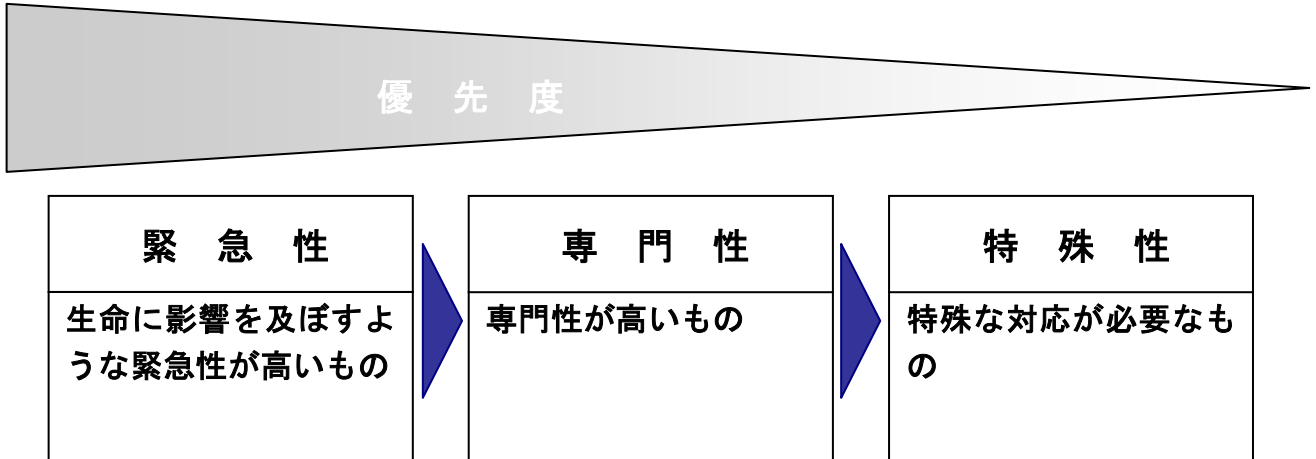 優 先 度
緊 急 性
生命に影響を及ぼすよ
うな緊急性が高いもの
専 門 性
専門性が高いもの
特 殊 性
特殊な対応が必要なも
の